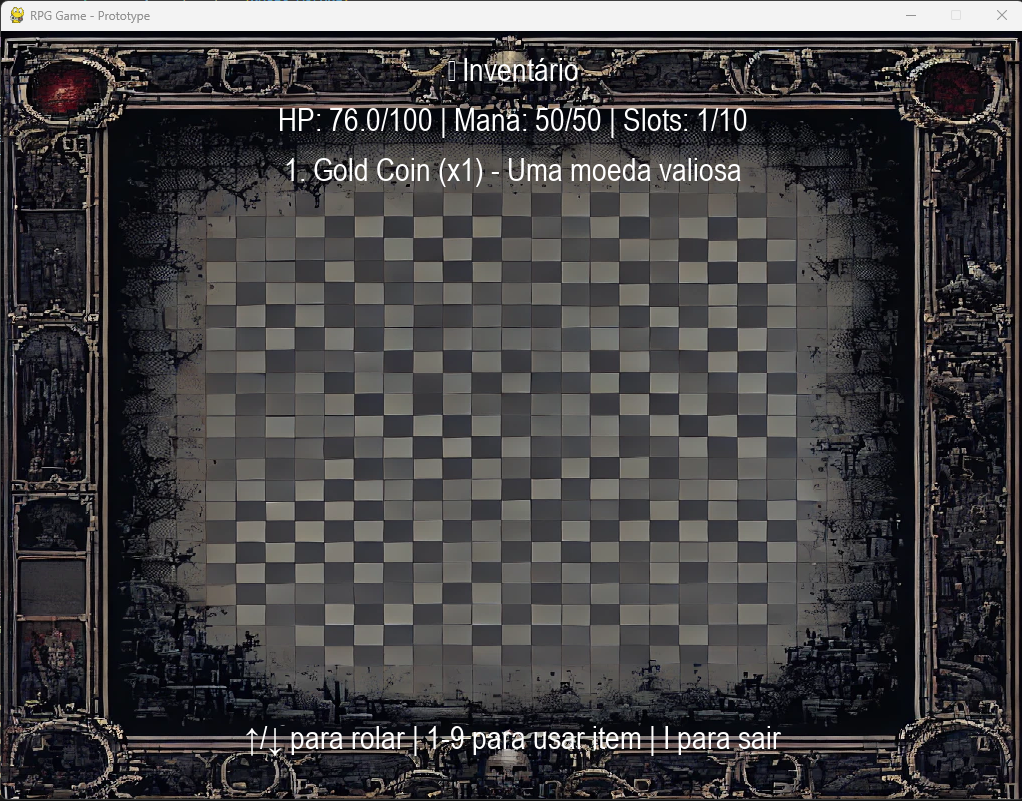 RPG Game - Prototype
Inventário
HP: 76.0/100 | Mana: 50/50 | Slots: 1/10
1. Gold Coin (x1) - Uma moeda valiosa
↑/↓ para rolar | 1-9 para usar item | I para sair